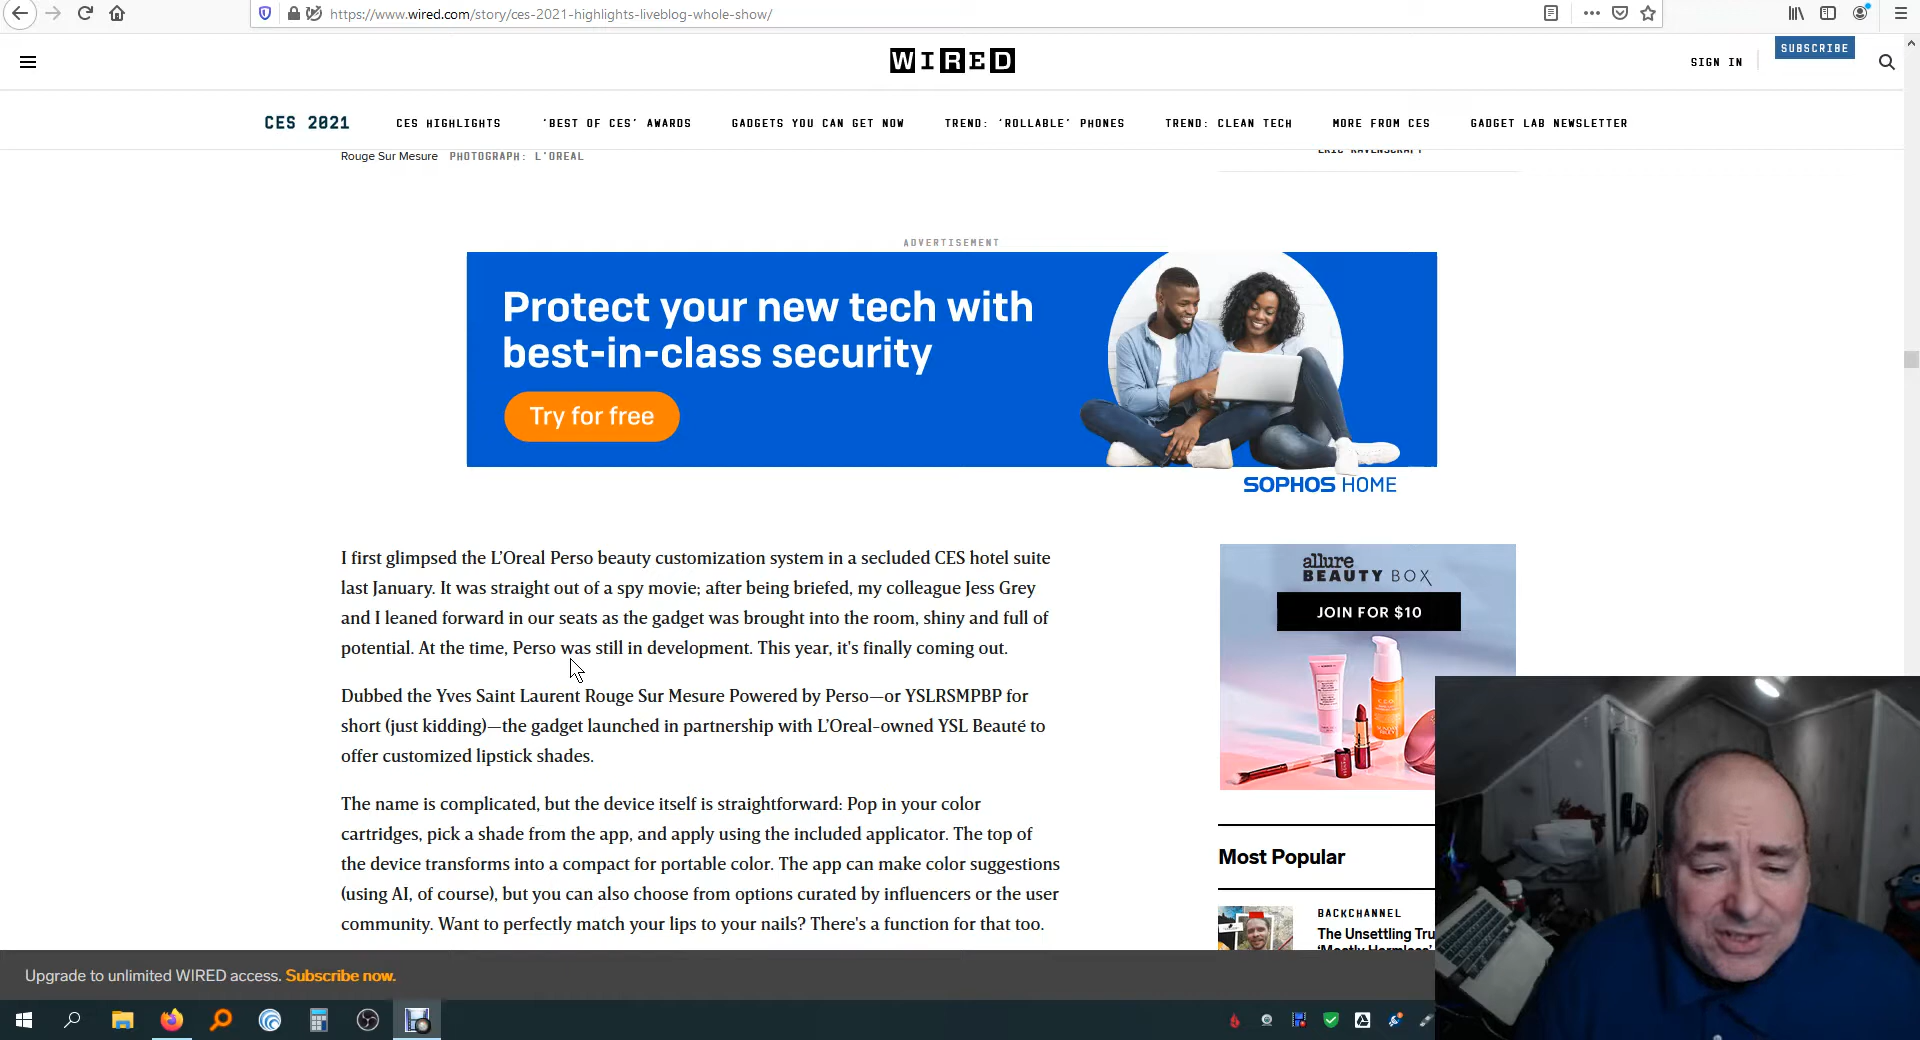 https://www.wired.com/story/ces-2021-highlights-liveblog-whole-show/
WIRED
SIGN IN
SUBSCRIBE
CES 2021
CES HIGHLIGHTS
‘BEST OF CES’ AWARDS
GADGETS YOU CAN GET NOW
TREND: ‘ROLLABLE’ PHONES
TREND: CLEAN TECH
MORE FROM CES
GADGET LAB NEWSLETTER
Rouge Sur Mesure PHOTOGRAPH: L'OREAL
ERIC RAVENSCRAFT
ADVERTISEMENT
Protect your new tech with
best-in-class security
Try for free
SOPHOS HOME
I first glimpsed the L’Oreal Perso beauty customization system in a secluded CES hotel suite
last January. It was straight out of a spy movie; after being briefed, my colleague Jess Grey
and I leaned forward in our seats as the gadget was brought into the room, shiny and full of
potential. At the time, Perso was still in development. This year, it's finally coming out.
Dubbed the Yves Saint Laurent Rouge Sur Mesure Powered by Perso—or YSLRSMPBP for
short (just kidding)—the gadget launched in partnership with L’Oreal-owned YSL Beauté to
offer customized lipstick shades.
The name is complicated, but the device itself is straightforward: Pop in your color
cartridges, pick a shade from the app, and apply using the included applicator. The top of
the device transforms into a compact for portable color. The app can make color suggestions
(using AI, of course), but you can also choose from options curated by influencers or the user
community. Want to perfectly match your lips to your nails? There's a function for that too.
allure
BEAUTY BOX
JOIN FOR $10
Most Popular
BACKCHANNEL
The Unsettling Tru
‘Mostly Harmless’
Upgrade to unlimited WIRED access. Subscribe now.